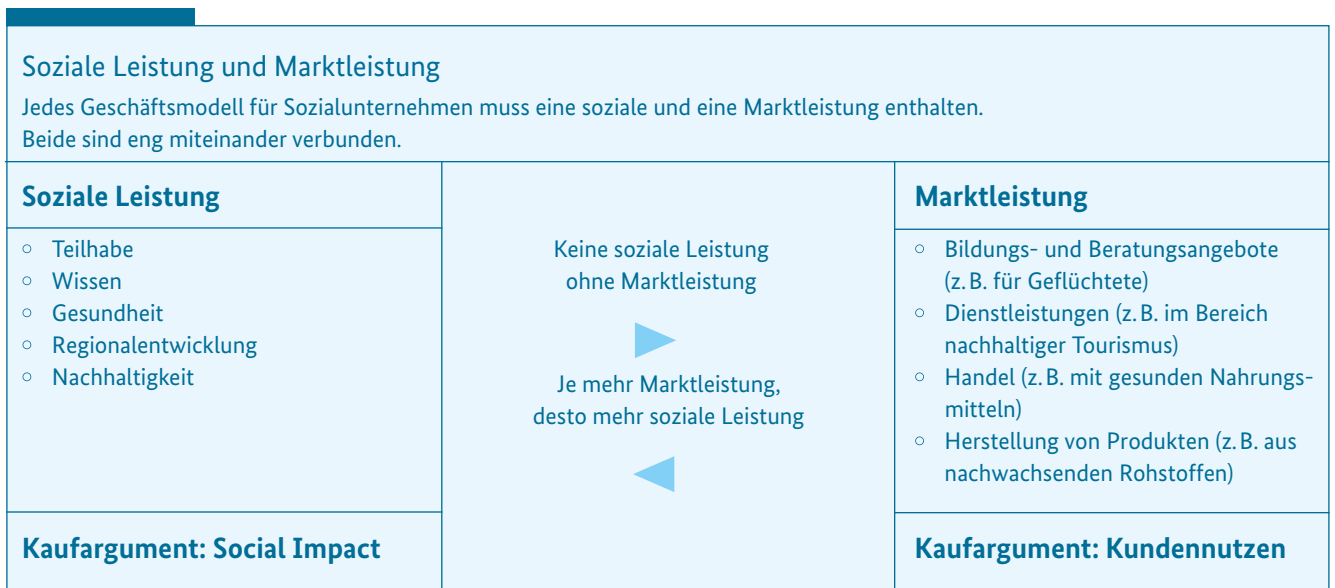 Soziale Leistung und Marktleistung
Jedes Geschäftsmodell für Sozialunternehmen muss eine soziale und eine Marktleistung enthalten.
Beide sind eng miteinander verbunden.
Soziale Leistung
○ Teilhabe
○ Wissen
○ Gesundheit
○ Regionalentwicklung
○ Nachhaltigkeit
Kaufargument: Social Impact
Keine soziale Leistung
ohne Marktleistung
Je mehr Marktleistung,
desto mehr soziale Leistung
Marktleistung
○ Bildungs- und Beratungsangebote
(z. B. für Geflüchtete)
○ Dienstleistungen (z. B. im Bereich
nachhaltiger Tourismus)
○ Handel (z. B. mit gesunden Nahrungs-
mitteln)
○ Herstellung von Produkten (z. B. aus
nachwachsenden Rohstoffen)
Kaufargument: Kundennutzen